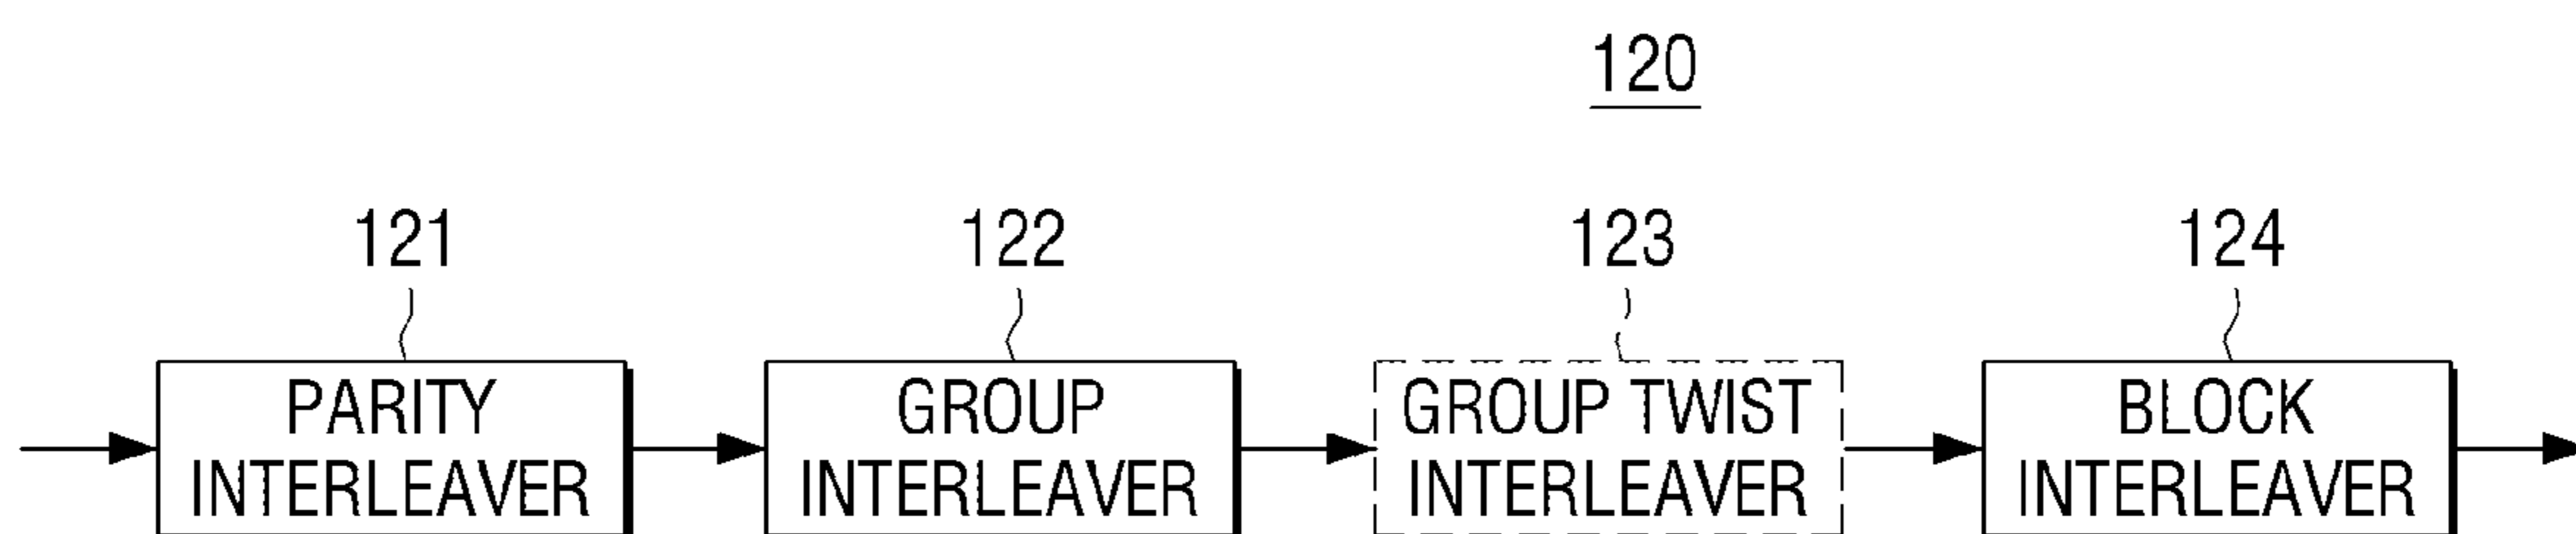 120
121
122
123
124
PARITY
INTERLEAVER
GROUP
INTERLEAVER
GROUP TWIST
INTERLEAVER
BLOCK
INTERLEAVER